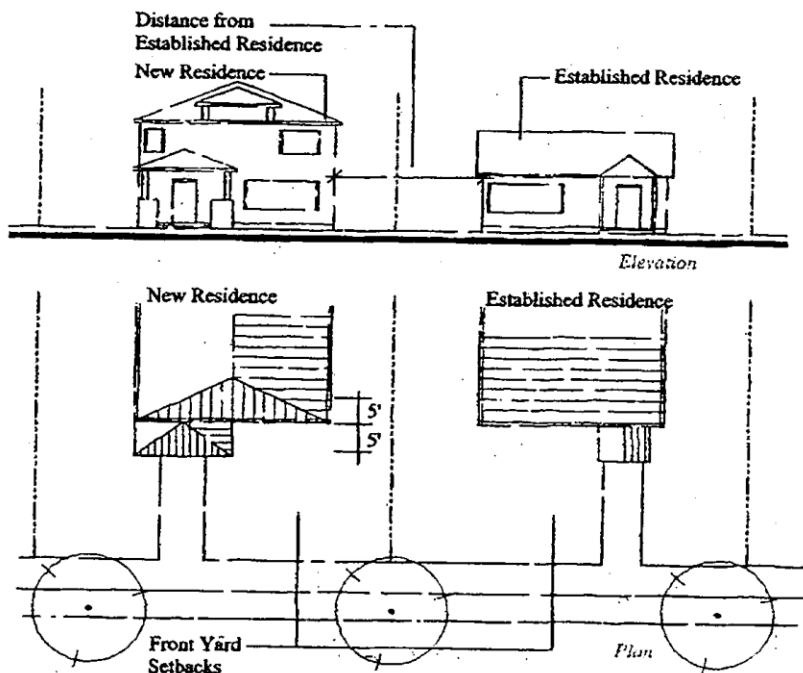 Distance from
Established Residence
New Residence
Established Residence
Elevation
New Residence
Established Residence
5'
5'
Front Yard
Setbacks
Plan